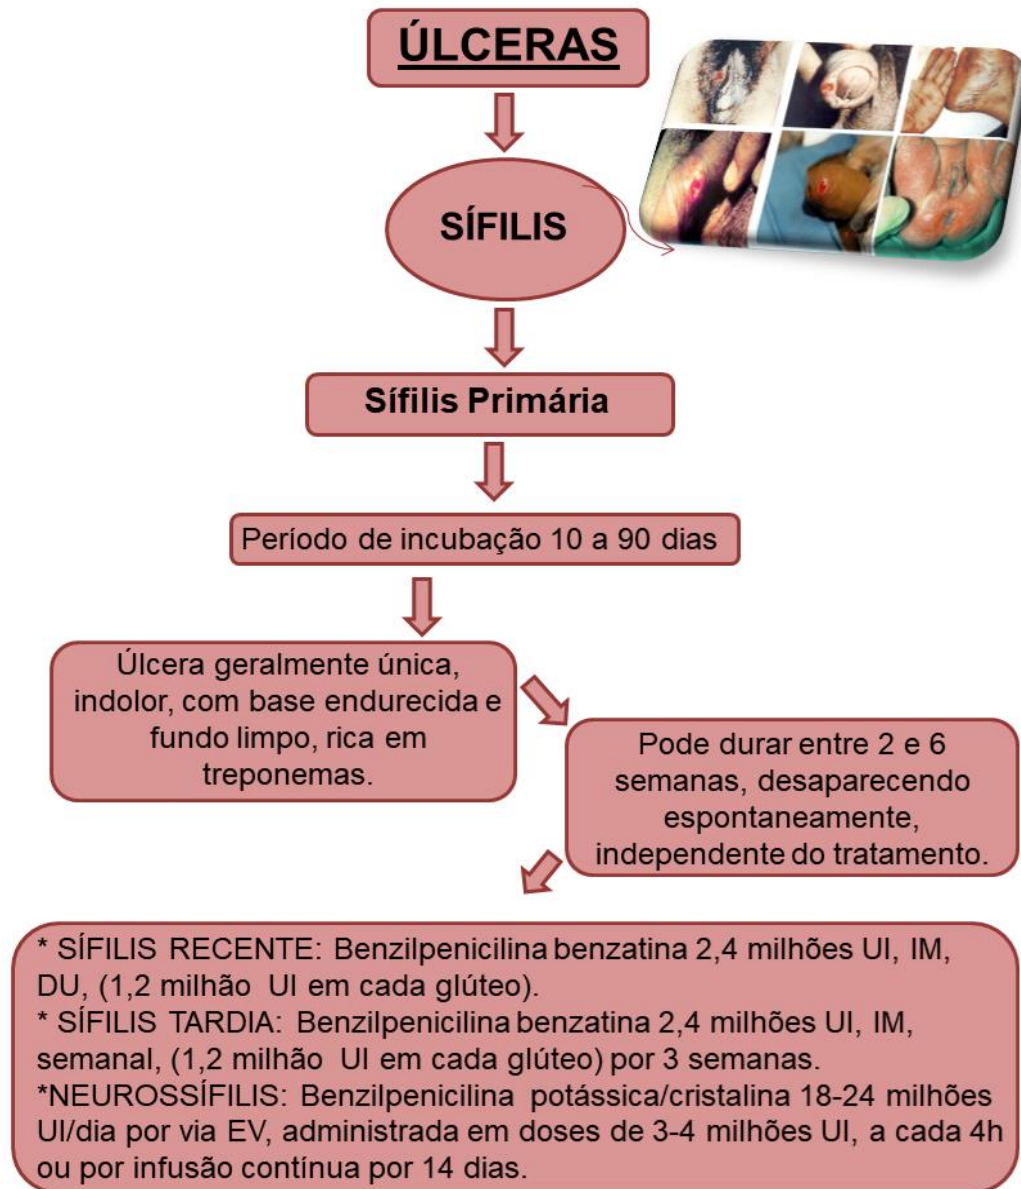 ÚLCERAS
SÍFILIS
Sífilis Primária
Período de incubação 10 a 90 dias
Úlcera geralmente única,
indolor, com base endurecida e
fundo limpo, rica em
treponemas.
Pode durar entre 2 e 6
semanas, desaparecendo
espontaneamente,
independente do tratamento.
* SÍFILIS RECENTE: Benzilpenicilina benzatina 2,4 milhões UI, IM,
DU, (1,2 milhão UI em cada glúteo).
* SÍFILIS TARDIA: Benzilpenicilina benzatina 2,4 milhões UI, IM,
semanal, (1,2 milhão UI em cada glúteo) por 3 semanas.
*NEUROSSÍFILIS: Benzilpenicilina potássica/cristalina 18-24 milhões
UI/dia por via EV, administrada em doses de 3-4 milhões UI, a cada 4h
ou por infusão contínua por 14 dias.